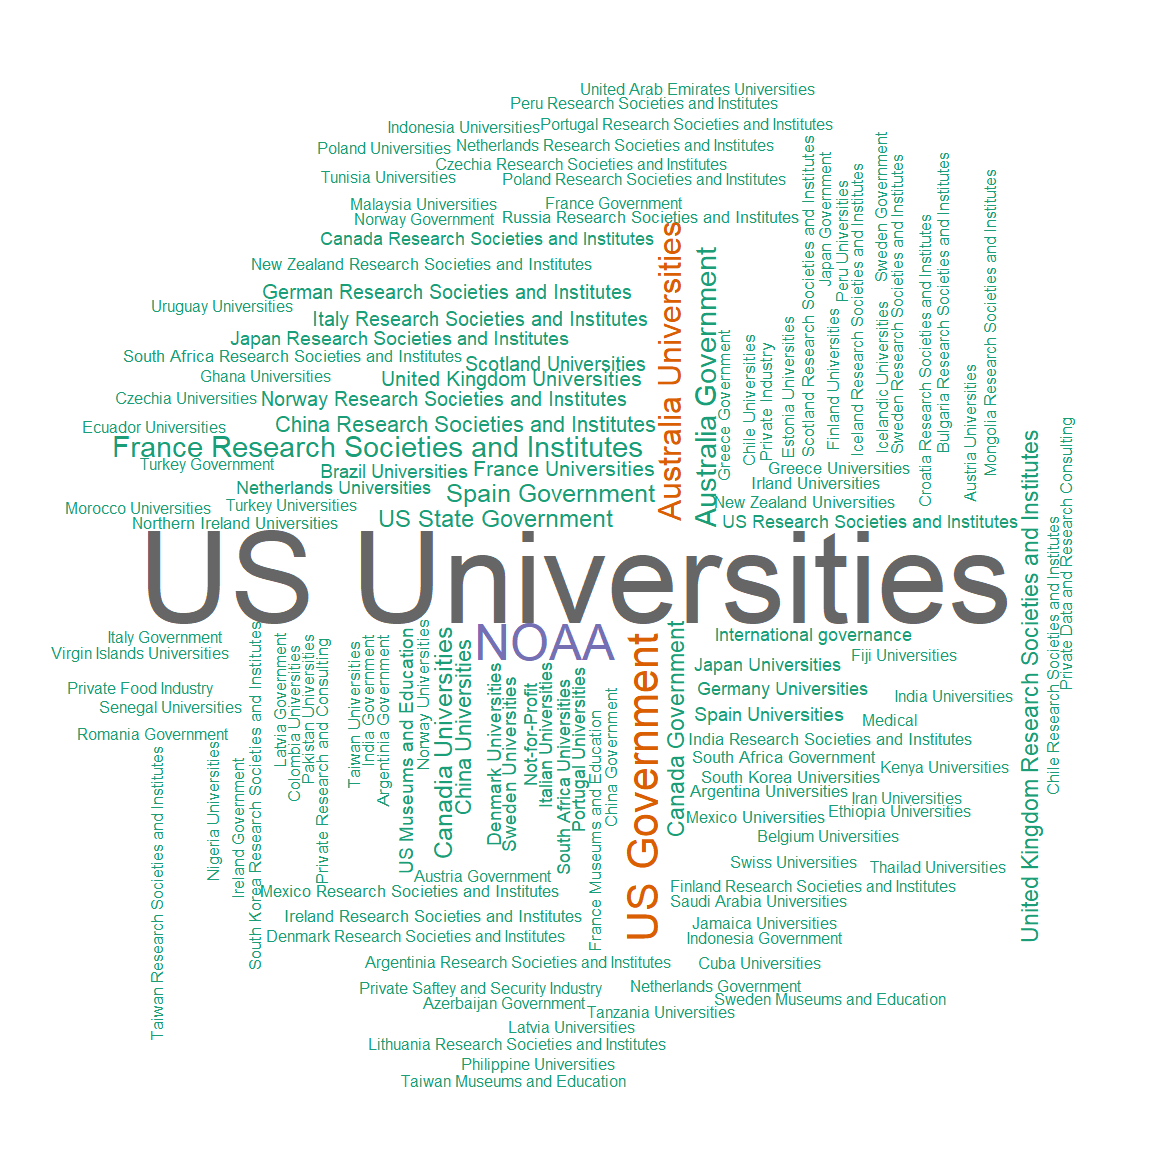 United Arab Emirates Universities
Peru Research Societies and Institutes
Indonesia Universities
Portugal Research Societies and Institutes
Poland Universities
Netherlands Research Societies and Institutes
Czechia Research Societies and Institutes
Tunisia Universities
Poland Research Societies and Institutes
Malaysia Universities
France Government
Norway Government
Russia Research Societies and Institutes
Canada Research Societies and Institutes
New Zealand Research Societies and Institutes
German Research Societies and Institutes
Uruguay Universities
Italy Research Societies and Institutes
Japan Research Societies and Institutes
South Africa Research Societies and Institutes
Scotland Universities
Ghana Universities
United Kingdom Universities
Czechia Universities
Norway Research Societies and Institutes
Ecuador Universities
China Research Societies and Institutes
France Research Societies and Institutes
Turkey Government
Brazil Universities
France Universities
Netherlands Universities
Spain Government
Morocco Universities
Turkey Universities
Northern Ireland Universities
US State Government
Australia Universities
Australia Government
Greece Government
Chile Universities
Private Industry
Estonia Universities
Scotland Research Societies and Institutes
Japan Government
Finland Universities
Peru Universities
Iceland Research Societies and Institutes
Sweden Government
Icelandic Universities
Sweden Research Societies and Institutes
Croatia Research Societies and Institutes
Bulgaria Research Societies and Institutes
Austria Universities
Mongolia Research Societies and Institutes
Greece Universities
Irland Universities
New Zealand Universities
US Research Societies and Institutes
United Kingdom Research Societies and Institutes
Chile Research Societies and Institutes
Private Data and Research Consulting
US Universities
NOAA
Italy Government
Virgin Islands Universities
Private Food Industry
Senegal Universities
Romania Government
Taiwan Research Societies and Institutes
Nigeria Universities
Ireland Government
South Korea Research Societies and Institutes
Latvia Government
Colombia Universities
Pakistan Universities
Private Research and Consulting
Taiwan Universities
India Government
Argentinia Government
US Museums and Education
Norway Universities
Canadia Universities
China Universities
Denmark Universities
Sweden Universities
Not-for-Profit
Italian Universities
South Africa Universities
Portugal Universities
France Museums and Education
China Government
US Government
Canada Government
International governance
Japan Universities
Fiji Universities
Germany Universities
India Universities
Spain Universities
Medical
India Research Societies and Institutes
South Africa Government
Kenya Universities
South Korea Universities
Argentina Universities
Iran Universities
Mexico Universities
Ethiopia Universities
Belgium Universities
Swiss Universities
Thailad Universities
Finland Research Societies and Institutes
Saudi Arabia Universities
Jamaica Universities
Indonesia Government
Cuba Universities
Austria Government
Mexico Research Societies and Institutes
Ireland Research Societies and Institutes
Denmark Research Societies and Institutes
Argentinia Research Societies and Institutes
Private Saftey and Security Industry
Netherlands Government
Azerbaijan Government
Sweden Museums and Education
Tanzania Universities
Latvia Universities
Lithuania Research Societies and Institutes
Philippine Universities
Taiwan Museums and Education